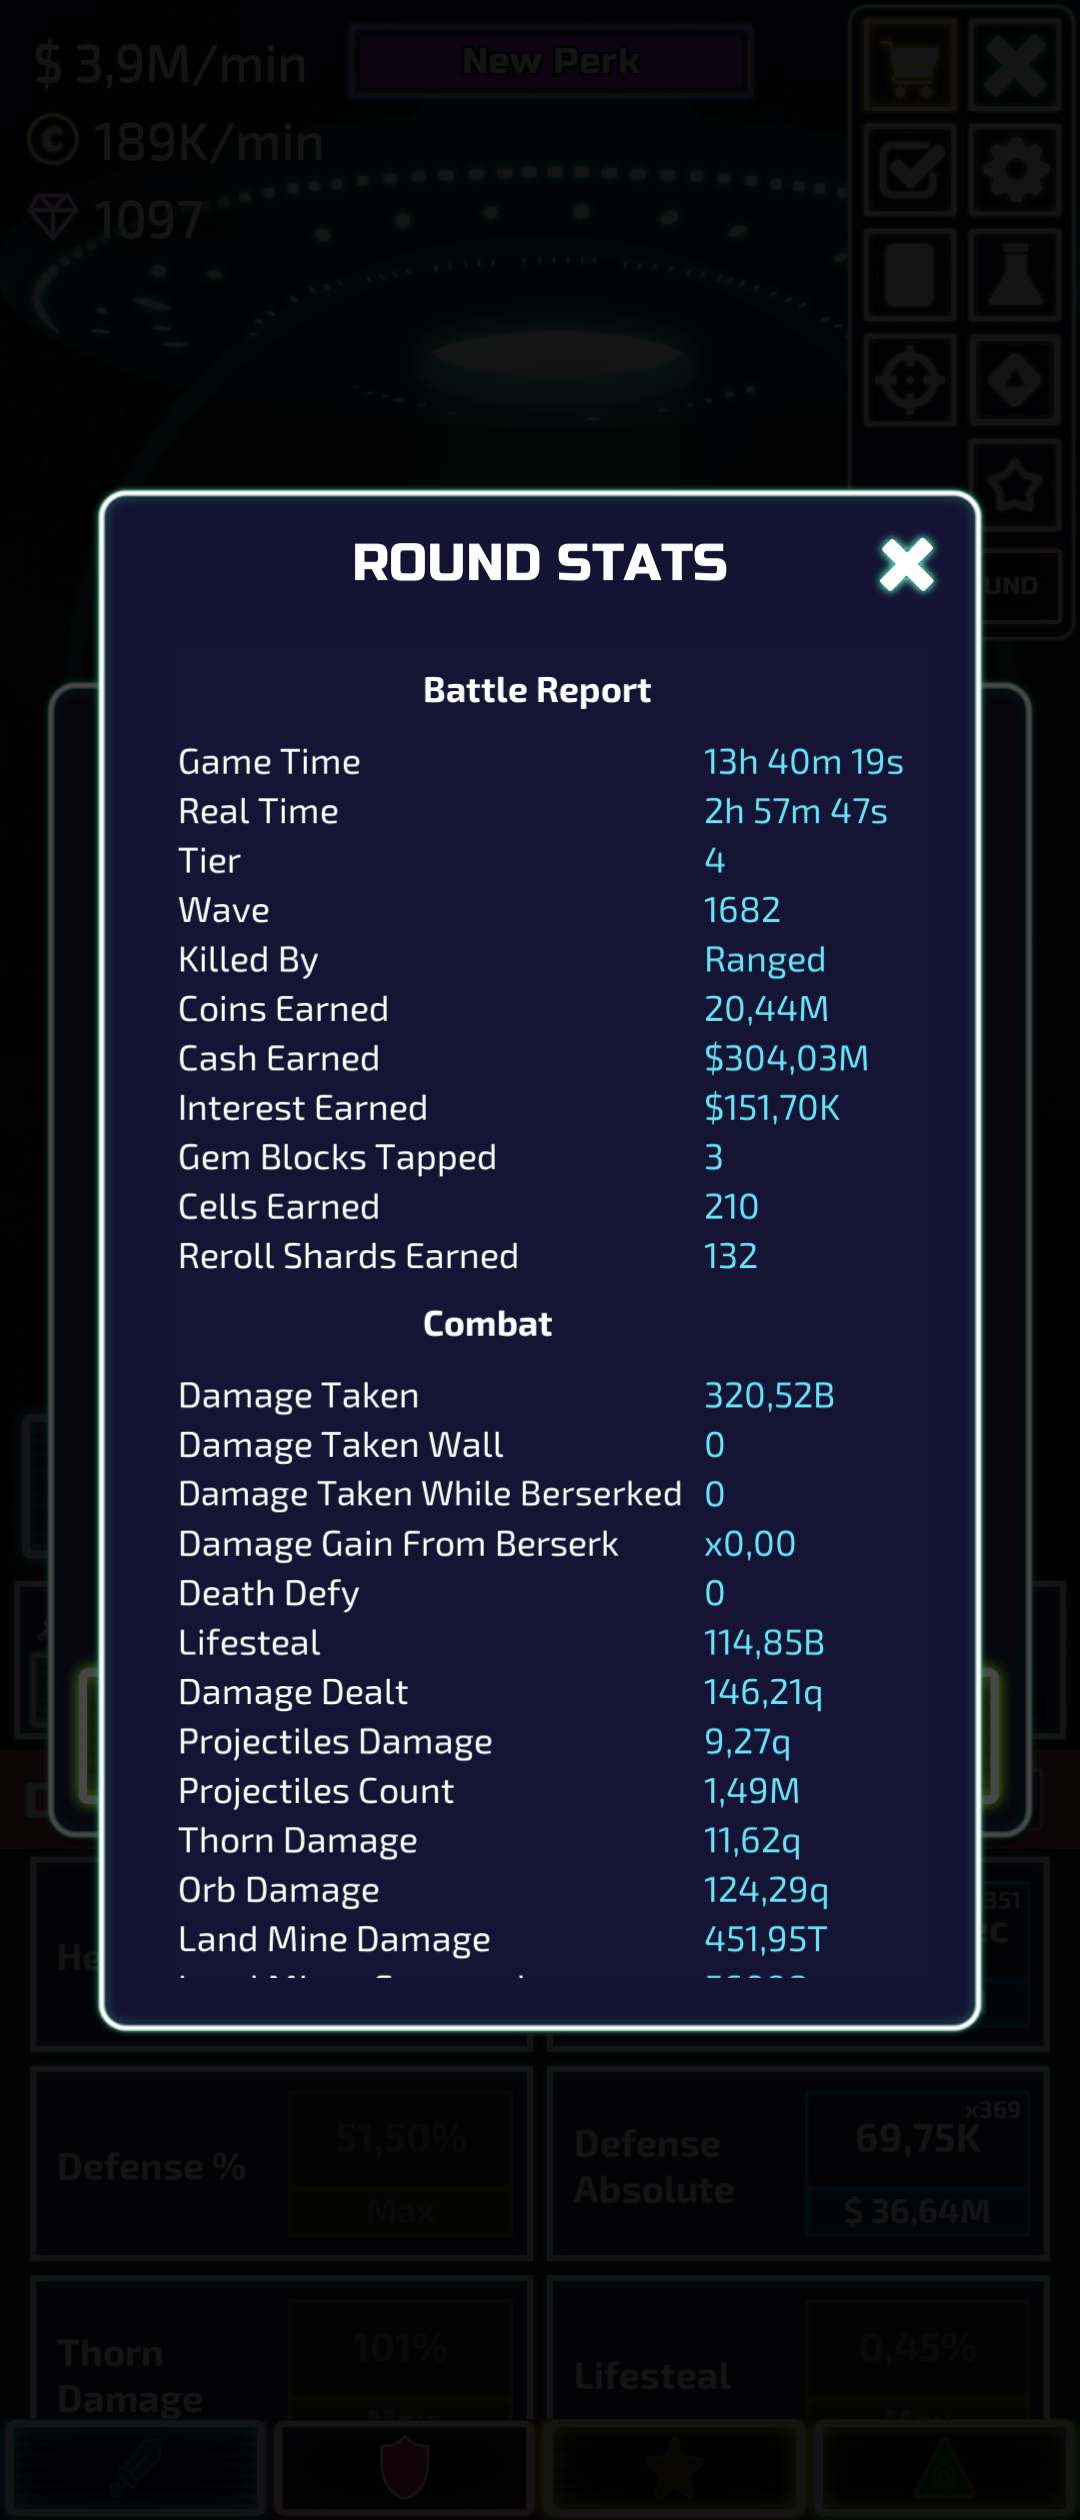 $ 3,9M/min
New Perk
189K/min
1097
UND
ROUND STATS
Battle Report
Game Time 13h 40m 19s
Real Time 2h 57m 47s
Tier 4
Wave 1682
Killed By Ranged
Coins Earned 20,44M
Cash Earned $304,03M
Interest Earned $151,70K
Gem Blocks Tapped 3
Cells Earned 210
Reroll Shards Earned 132
Combat
Damage Taken 320,52B
Damage Taken Wall 0
Damage Taken While Berserked 0
Damage Gain From Berserk x0,00
Death Defy 0
Lifesteal 114,85B
Damage Dealt 146,21q
Projectiles Damage 9,27q
Projectiles Count 1,49M
Thorn Damage 11,62q
Orb Damage 124,29q
Land Mine Damage 451,95T
He
351
ec
Defense % 51,50%
Max
Defense Absolute x369
69,75K
$ 36,64M
Thorn Damage 101%
Lifesteal 0,45%